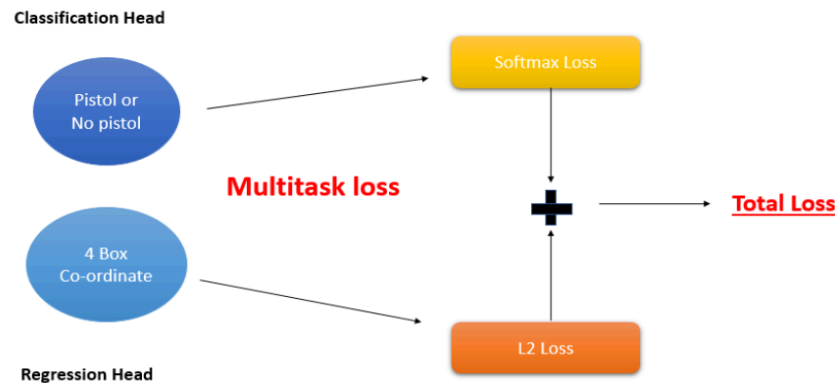 Classification Head
Pistol or
No pistol
Softmax Loss
Multitask loss
Total Loss
4 Box
Co-ordinate
L2 Loss
Regression Head